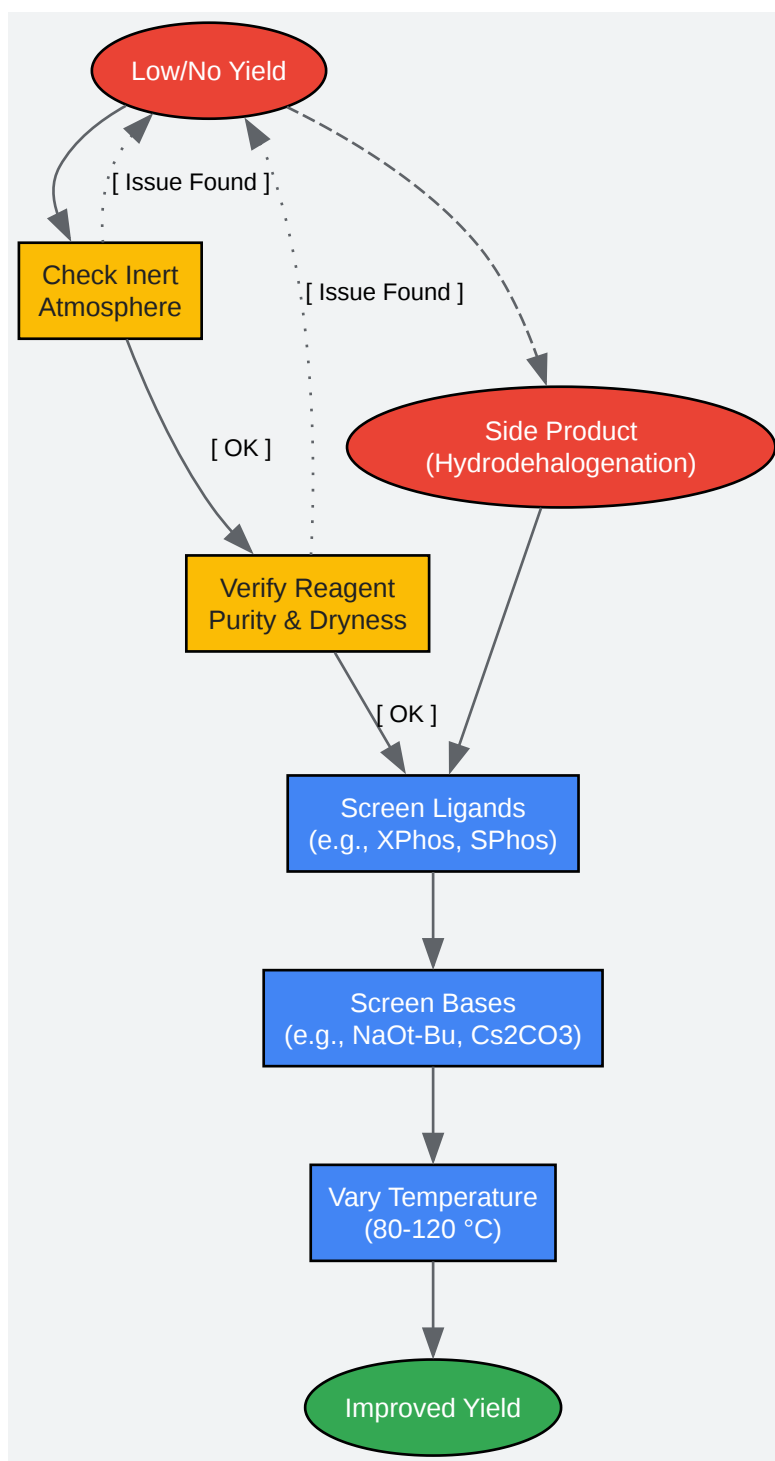 Low/No Yield
[ Issue Found ]
Check Inert
Atmosphere
[ Issue Found ]
Side Product
(Hydrodehalogenation)
[ OK ]
Verify Reagent
Purity & Dryness
[ OK ]
Screen Ligands
(e.g., XPhos, SPhos)
Screen Bases
(e.g., NaOt-Bu, Cs2CO3)
Vary Temperature
(80-120 °C)
Improved Yield